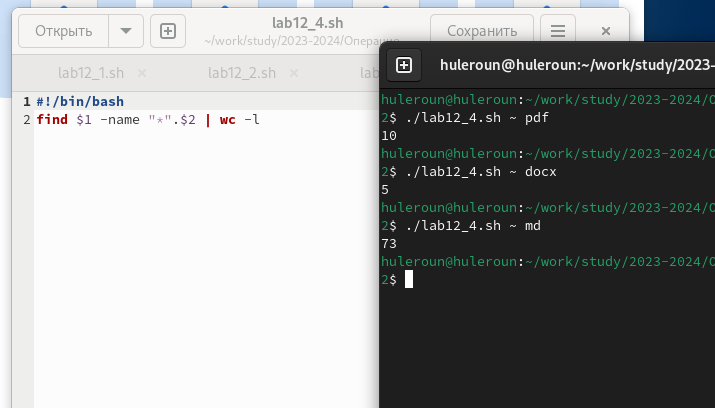 Открыть
lab12_4.sh
~/work/study/2023-2024/Операцио
Сохранить
lab12_1.sh
lab12_2.sh
lab
#!/bin/bash
1
2
find $1 -name "*".$2 | wc -l
huleroun@huleroun:~/work/study/2023-
huleroun@huleroun:~/work/study/2023-2024/О
2$ ./lab12_4.sh ~ pdf
10
huleroun@huleroun:~/work/study/2023-2024/О
2$ ./lab12_4.sh ~ docx
5
huleroun@huleroun:~/work/study/2023-2024/О
2$ ./lab12_4.sh ~ md
73
huleroun@huleroun:~/work/study/2023-2024/О
2$